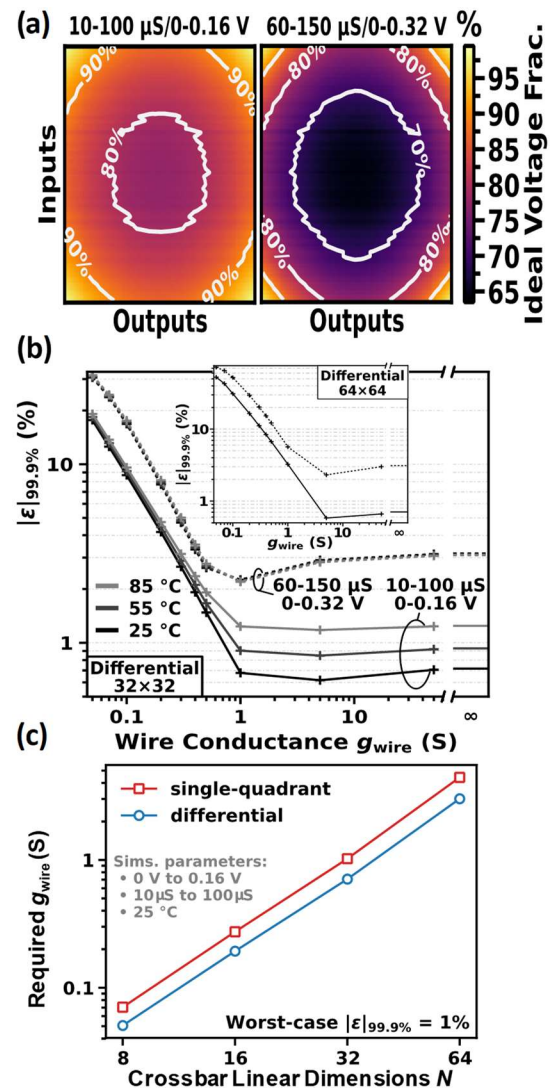 (a)
10-100 µS/0-0.16 V 60-150 µS/0-0.32 V %
90% 90% 80% 90% 90%
80% 80% 70% 80% 80%
95
90
85
80
75
70
65
Ideal Voltage Frac.
Inputs
Outputs Outputs
(b)
|ε|99.9% (%)
10
1
Differential
64×64
|ε|99.9% (%)
10
1
0.1 1 10 ∞
gwire (S)
85 °C
55 °C
25 °C
60-150 µS
0-0.32 V
10-100 µS
0-0.16 V
Differential
32×32
0.1 1 10 ∞
Wire Conductance gwire (S)
(c)
Required gwire (S)
1
0.1
single-quadrant
differential
Sims. parameters:
• 0 V to 0.16 V
• 10µS to 100µS
• 25 °C
Worst-case |ε|99.9% = 1%
8 16 32 64
Crossbar Linear Dimensions N